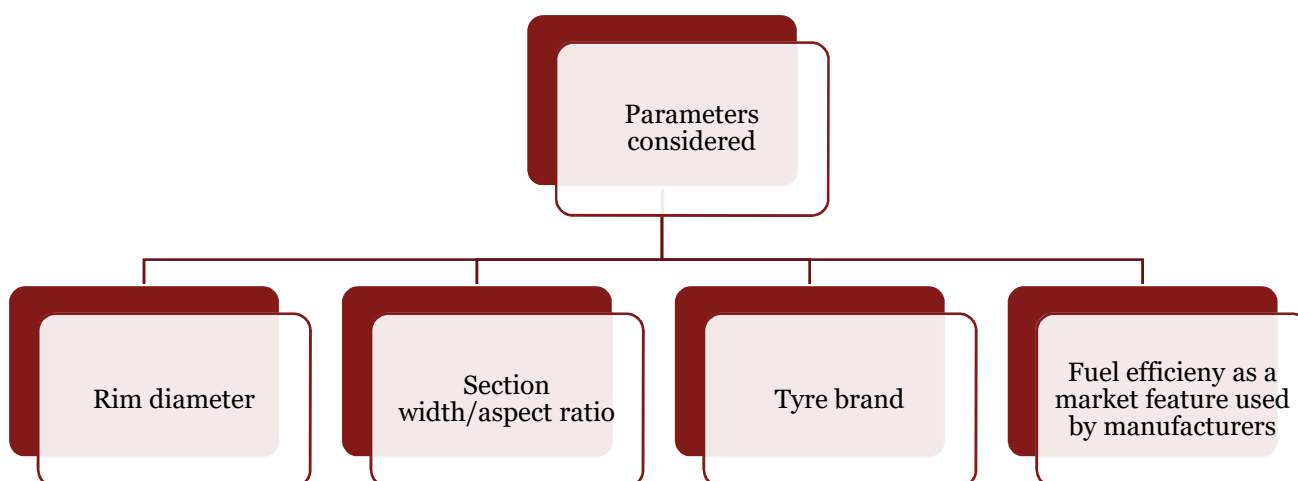 Parameters
considered
Rim diameter
Section
width/aspect ratio
Tyre brand
Fuel efficieny as a
market feature used
by manufacturers